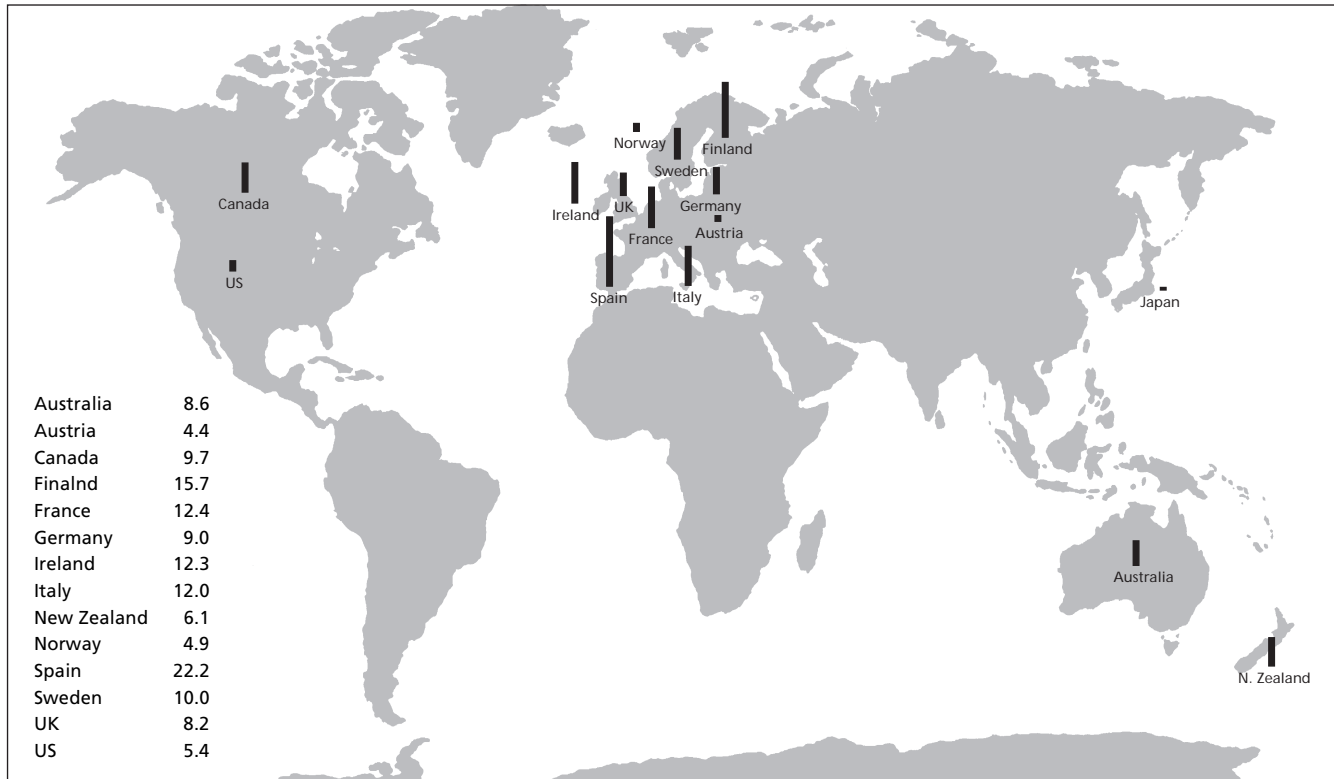 Norway
Finland
Sweden
Canada
Ireland
UK
Germany
France
Austria
US
Spain
Italy
Japan
Australia 8.6
Austria 4.4
Canada 9.7
Finalnd 15.7
France 12.4
Germany 9.0
Ireland 12.3
Italy 12.0
New Zealand 6.1
Norway 4.9
Spain 22.2
Sweden 10.0
UK 8.2
US 5.4
Australia
N. Zealand